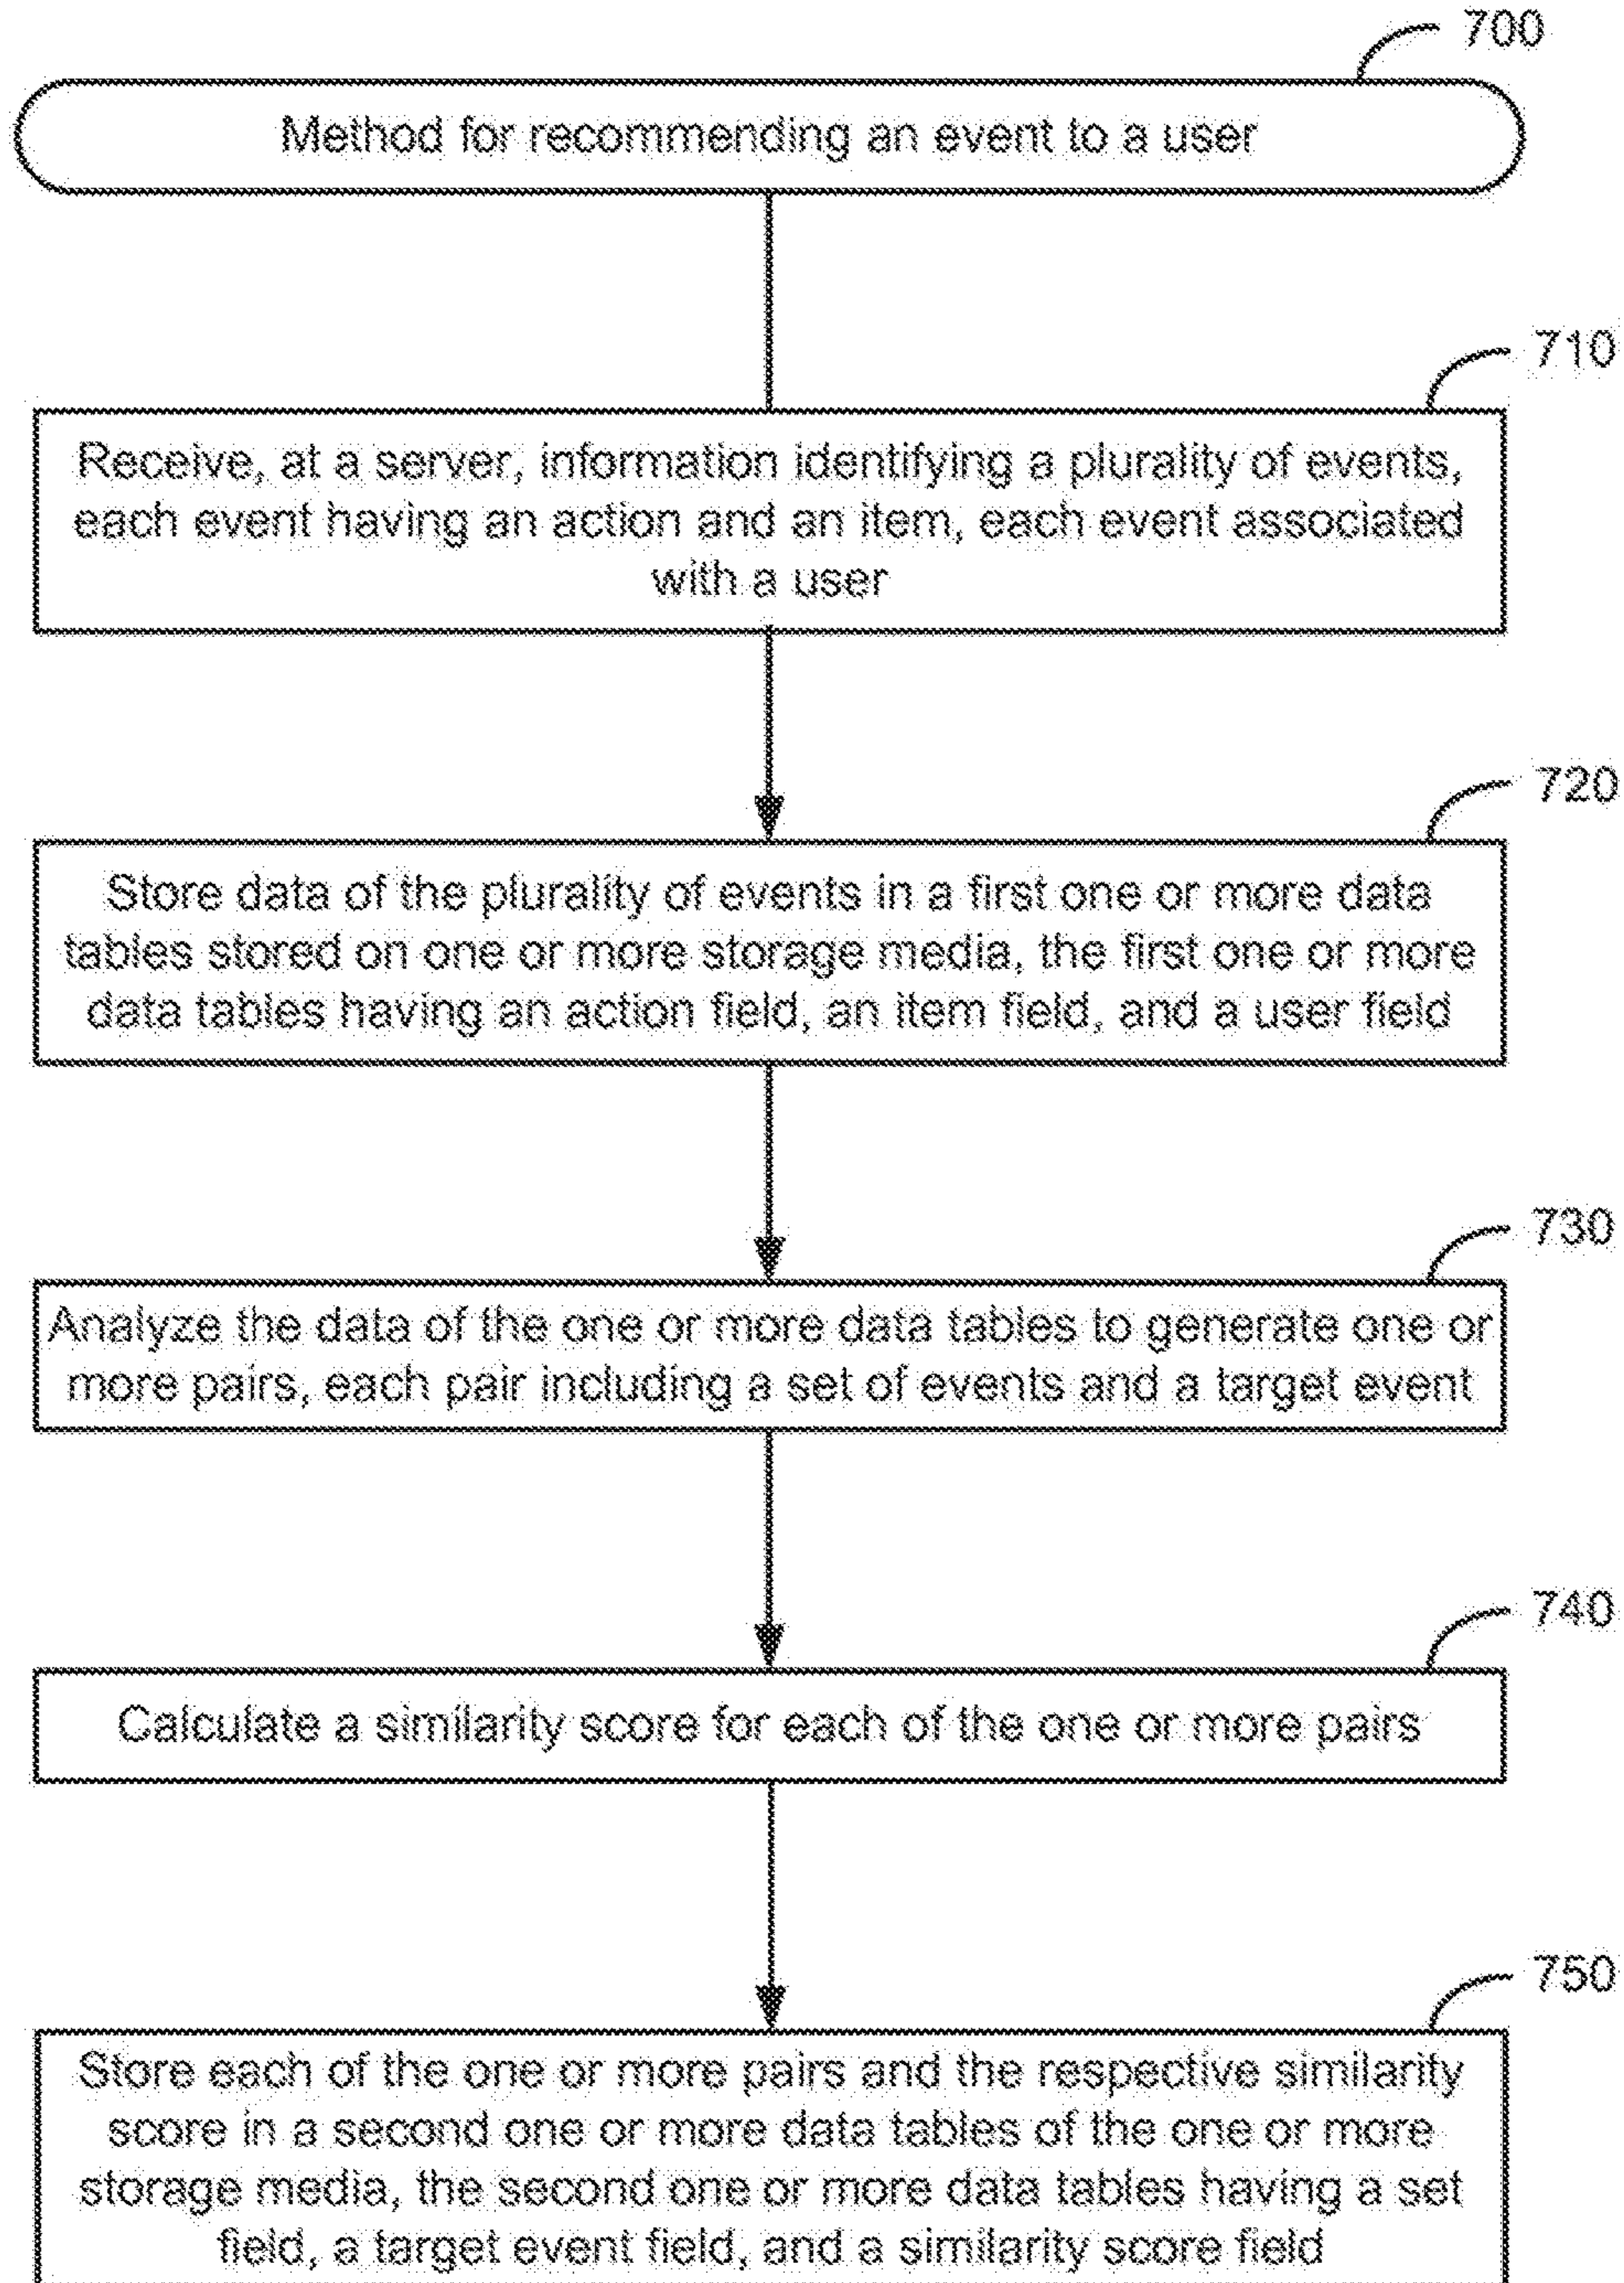 700
Method for recommending an event to a user
710
Receive, at a server, information identifying a plurality of events,
each event having an action and an item, each event associated
with a user
720
Store data of the plurality of events in a first one or more data
tables stored on one or more storage media, the first one or more
data tables having an action field, an item field, and a user field
730
Analyze the data of the one or more data tables to generate one or
more pairs, each pair including a set of events and a target event
740
Calculate a similarity score for each of the one or more pairs
750
Store each of the one or more pairs and the respective similarity
score in a second one or more data tables of the one or more
storage media, the second one or more data tables having a set
field, a target event field, and a similarity score field